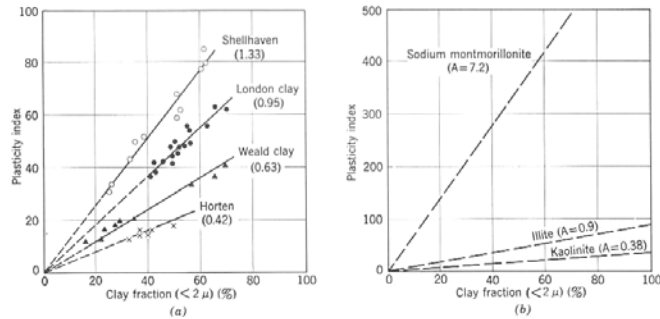 100
80
60
40
20
0
0
20
40
60
80
100
Plasticity index
Shellhaven
(1.33)
London clay
(0.95)
Weald clay
(0.63)
Horten
(0.42)
Clay fraction (< 2 μ) (%)
(a)
500
400
300
200
100
0
0
20
40
60
80
100
Plasticity index
Sodium montmorillonite
(A=7.2)
Illite (A=0.9)
Kaolinite (A=0.38)
Clay fraction (<2 μ) (%)
(b)